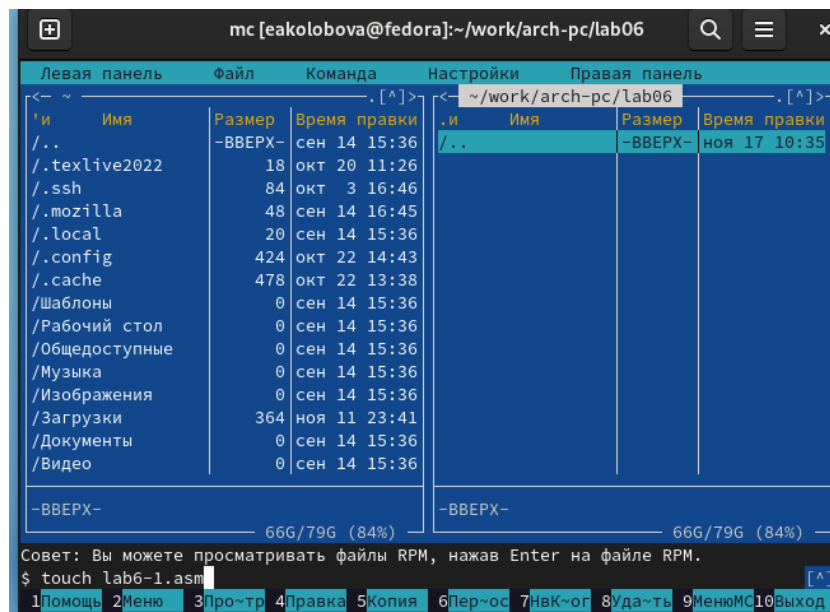 mc [eakolobova@fedora]:~/work/arch-pc/lab06
Левая панель Файл Команда Настройки Правая панель
<— ~ .[^]> <— ~/work/arch-pc/lab06 .[^]>
'и Имя Размер Время правки .и Имя Размер Время правки
/.. -ВВЕРХ- сен 14 15:36 /.. -ВВЕРХ- ноя 17 10:35
/.texlive2022 18 окт 20 11:26
/.ssh 84 окт 3 16:46
/.mozilla 48 сен 14 16:45
/.local 20 сен 14 15:36
/.config 424 окт 22 14:43
/.cache 478 окт 22 13:38
/Шаблоны 0 сен 14 15:36
/Рабочий стол 0 сен 14 15:36
/Общедоступные 0 сен 14 15:36
/Музыка 0 сен 14 15:36
/Изображения 0 сен 14 15:36
/Загрузки 364 ноя 11 23:41
/Документы 0 сен 14 15:36
/Видео 0 сен 14 15:36
-ВВЕРХ- -ВВЕРХ-
66G/79G (84%) 66G/79G (84%)
Совет: Вы можете просматривать файлы RPM, нажав Enter на файле RPM.
$ touch lab6-1.asm [^]
1Помощь 2Меню 3Про~тр 4Правка 5Копия 6Пер~ос 7НвК~ог 8Уда~ть 9МенюМС 10Выход